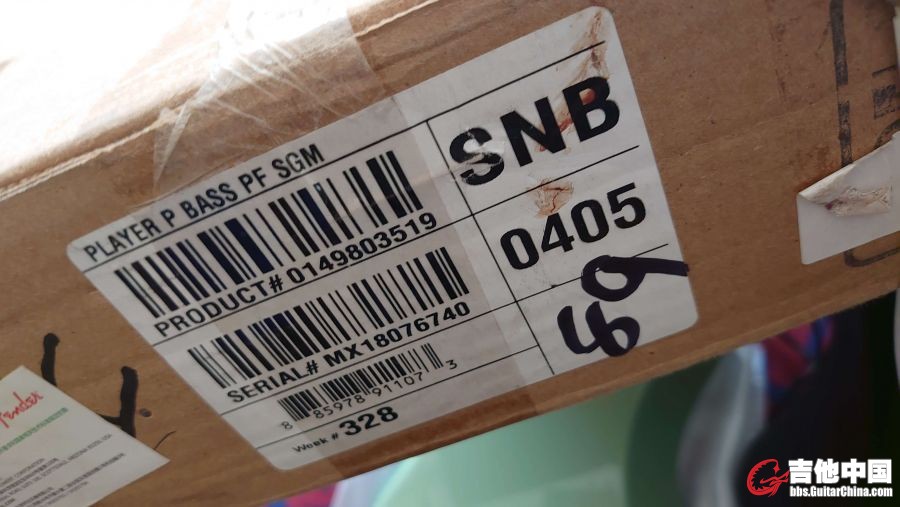 PLAYER P BASS PF SGM
PRODUCT# 0149803519
SERIAL# MX18076740
8 85978 91107 3
Week # 328
SNB
0405
69
Fender
吉他中国
bbs.GuitarChina.com